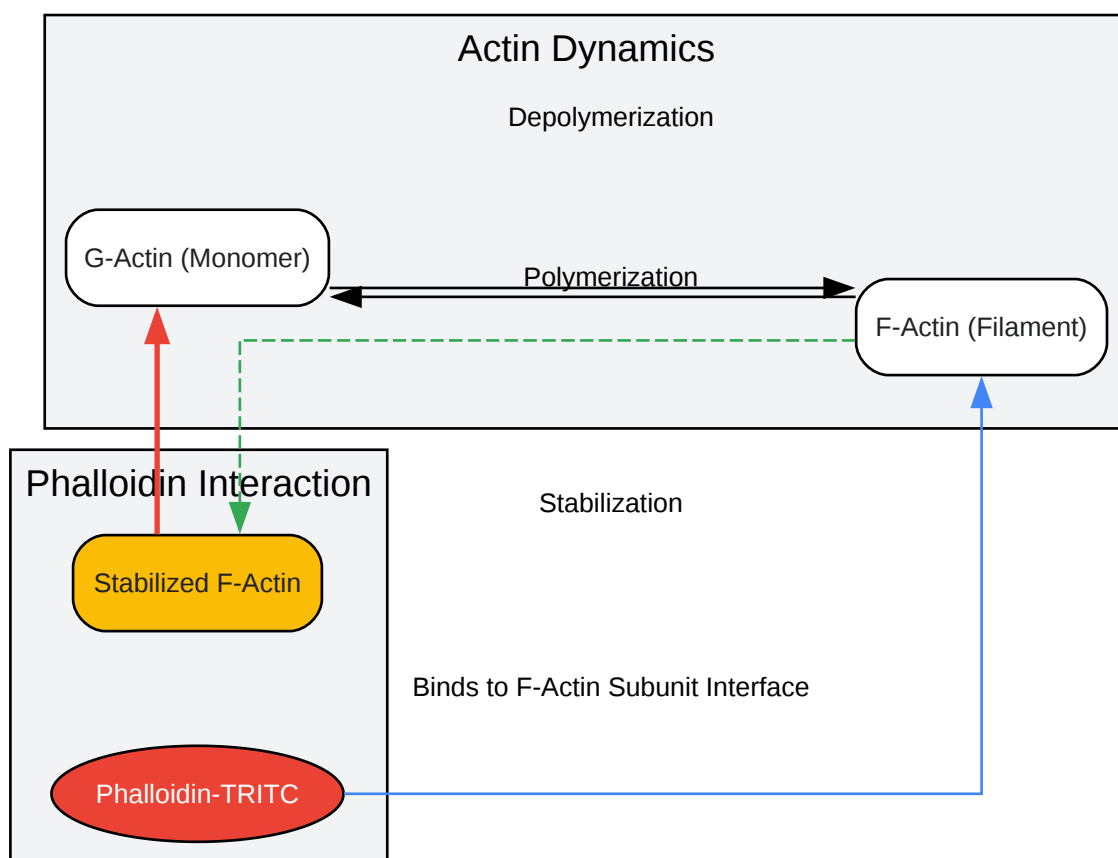 Actin Dynamics
Depolymerization
G-Actin (Monomer)
Polymerization
F-Actin (Filament)
Phalloidin Interaction
Stabilization
Stabilized F-Actin
Binds to F-Actin Subunit Interface
Phalloidin-TRITC